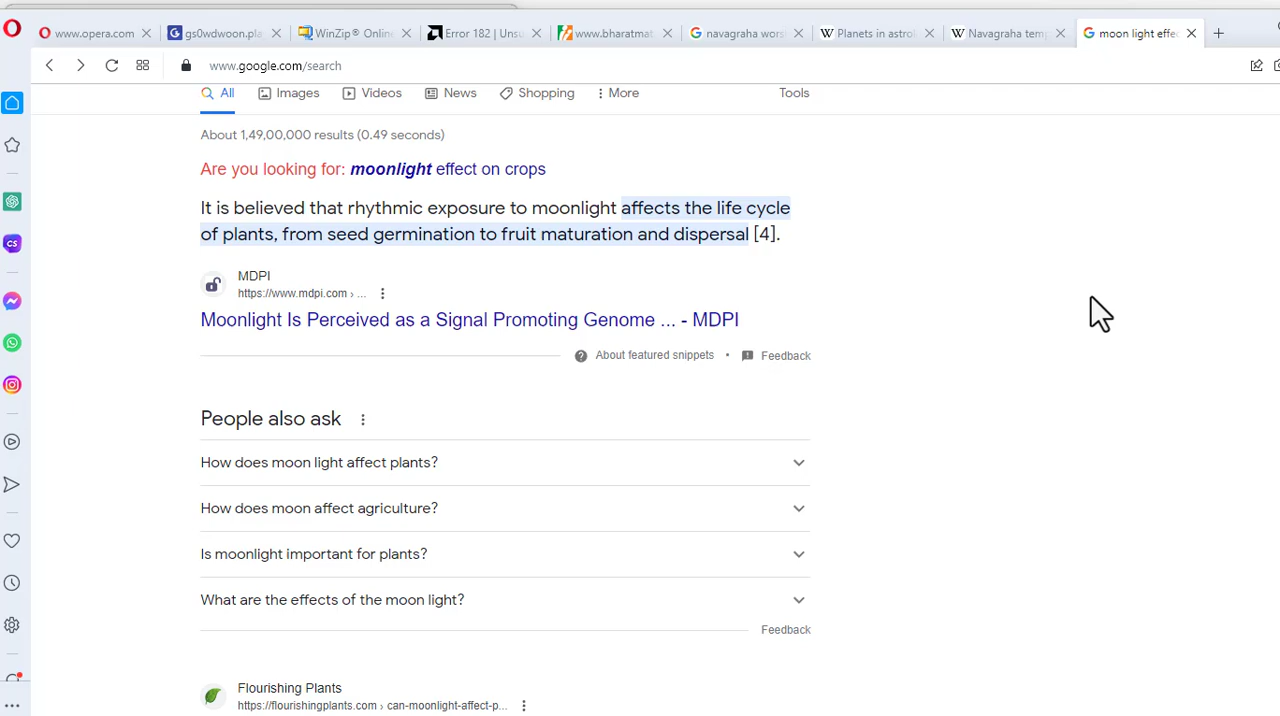 www.opera.com
gs0wdwoon.pla
WinZip® Online
Error 182 | Unsu
www.bharatmat
navagraha wors
Planets in astrol
Navagraha temp
moon light effec
www.google.com/search
All
Images
Videos
News
Shopping
More
Tools
About 1,49,00,000 results (0.49 seconds)
Are you looking for: moonlight effect on crops
It is believed that rhythmic exposure to moonlight affects the life cycle
of plants, from seed germination to fruit maturation and dispersal [4].
MDPI
https://www.mdpi.com › ...
Moonlight Is Perceived as a Signal Promoting Genome ... - MDPI
About featured snippets • Feedback
People also ask
How does moon light affect plants?
How does moon affect agriculture?
Is moonlight important for plants?
What are the effects of the moon light?
Feedback
Flourishing Plants
https://flourishingplants.com › can-moonlight-affect-p...